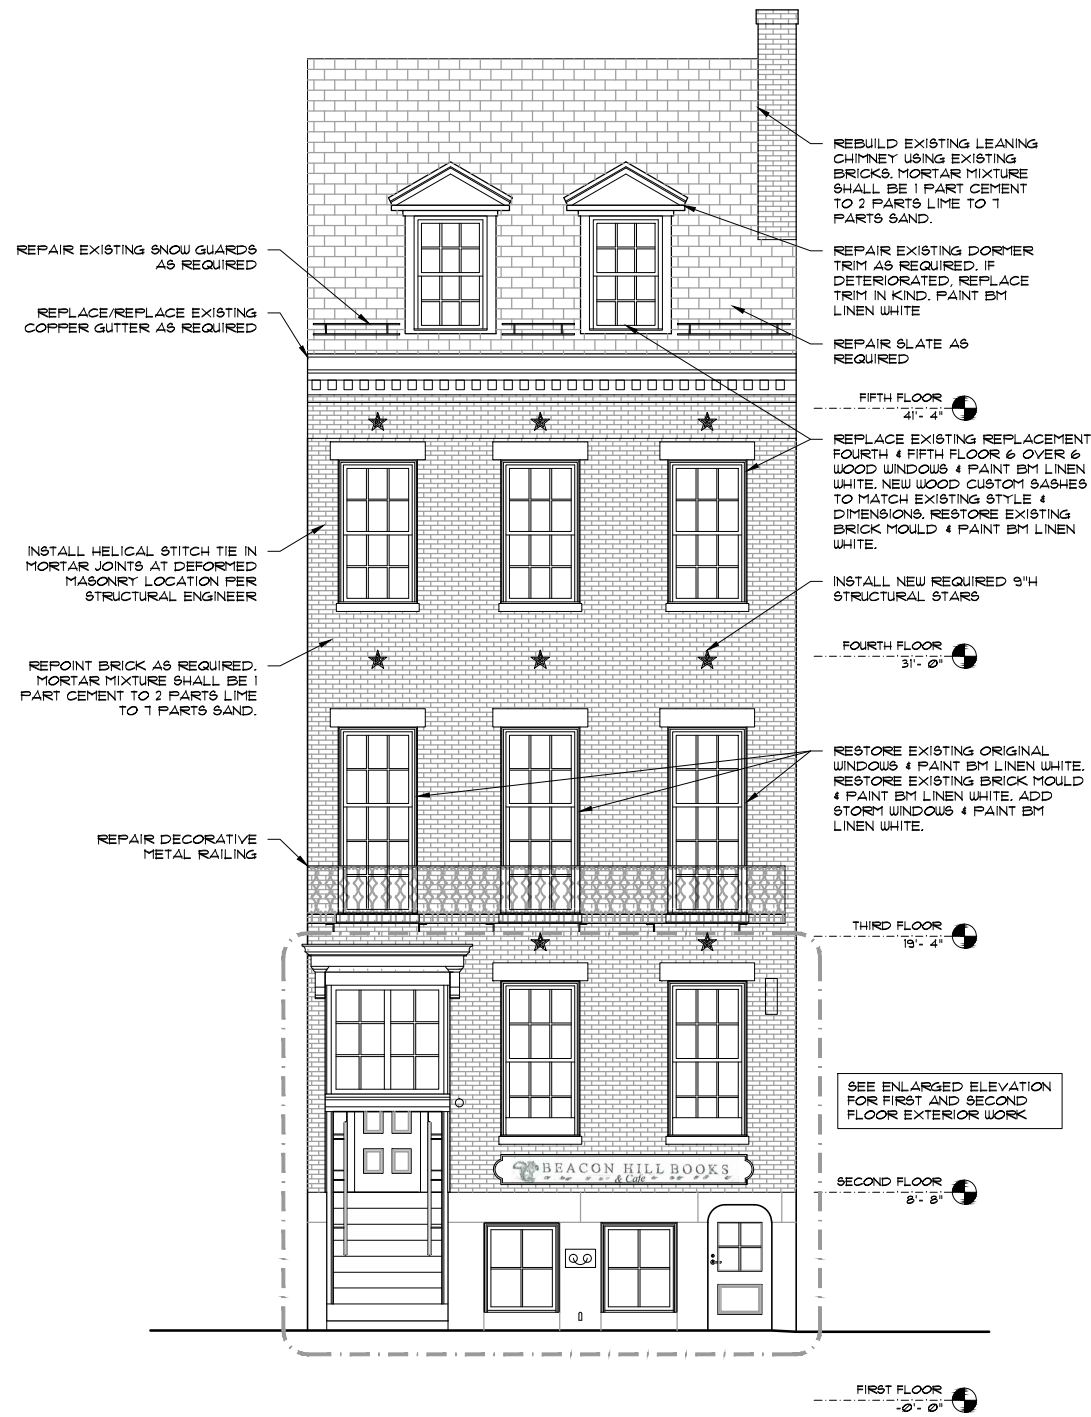 REBUILD EXISTING LEANING
CHIMNEY USING EXISTING
BRICKS. MORTAR MIXTURE
SHALL BE 1 PART CEMENT
TO 2 PARTS LIME TO 7
PARTS SAND.
REPAIR EXISTING SNOW GUARDS
AS REQUIRED
REPAIR EXISTING DORMER
TRIM AS REQUIRED. IF
DETERIORATED, REPLACE
TRIM IN KIND. PAINT BM
LINEN WHITE
REPLACE/REPLACE EXISTING
COPPER GUTTER AS REQUIRED
REPAIR SLATE AS
REQUIRED
FIFTH FLOOR
41'- 4"
REPLACE EXISTING REPLACEMENT
FOURTH & FIFTH FLOOR 6 OVER 6
WOOD WINDOWS & PAINT BM LINEN
WHITE. NEW WOOD CUSTOM SASHES
TO MATCH EXISTING STYLE &
DIMENSIONS. RESTORE EXISTING
BRICK MOULD & PAINT BM LINEN
WHITE.
INSTALL HELICAL STITCH TIE IN
MORTAR JOINTS AT DEFORMED
MASONRY LOCATION PER
STRUCTURAL ENGINEER
INSTALL NEW REQUIRED 9"H
STRUCTURAL STARS
FOURTH FLOOR
31'- 0"
REPOINT BRICK AS REQUIRED.
MORTAR MIXTURE SHALL BE 1
PART CEMENT TO 2 PARTS LIME
TO 7 PARTS SAND.
RESTORE EXISTING ORIGINAL
WINDOWS & PAINT BM LINEN WHITE.
RESTORE EXISTING BRICK MOULD
& PAINT BM LINEN WHITE. ADD
STORM WINDOWS & PAINT BM
LINEN WHITE.
REPAIR DECORATIVE
METAL RAILING
THIRD FLOOR
19'- 4"
SEE ENLARGED ELEVATION
FOR FIRST AND SECOND
FLOOR EXTERIOR WORK
BEACON HILL BOOKS
& Cafe
SECOND FLOOR
8'- 8"
FIRST FLOOR
-0'- 0"